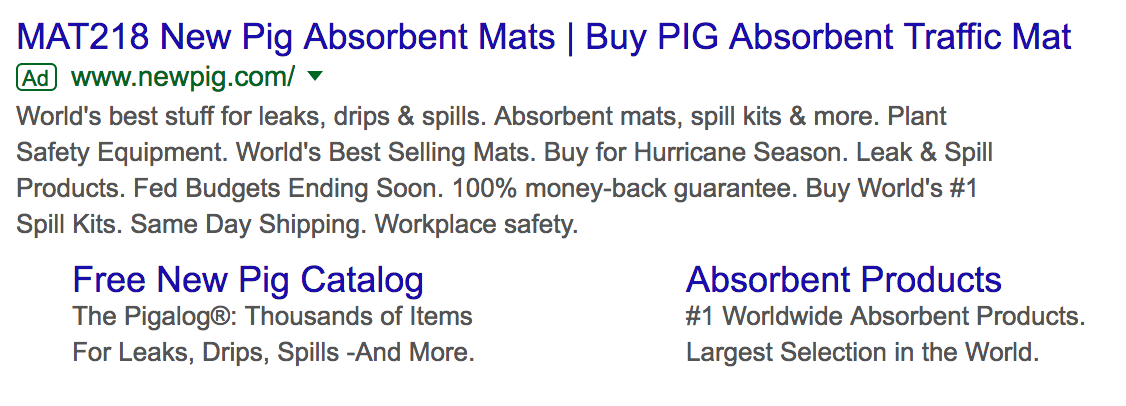 MAT218 New Pig Absorbent Mats | Buy PIG Absorbent Traffic Mat
Ad www.newpig.com/
World's best stuff for leaks, drips & spills. Absorbent mats, spill kits & more. Plant
Safety Equipment. World's Best Selling Mats. Buy for Hurricane Season. Leak & Spill
Products. Fed Budgets Ending Soon. 100% money-back guarantee. Buy World's #1
Spill Kits. Same Day Shipping. Workplace safety.
Free New Pig Catalog
The Pigalog®: Thousands of Items
For Leaks, Drips, Spills -And More.
Absorbent Products
#1 Worldwide Absorbent Products.
Largest Selection in the World.